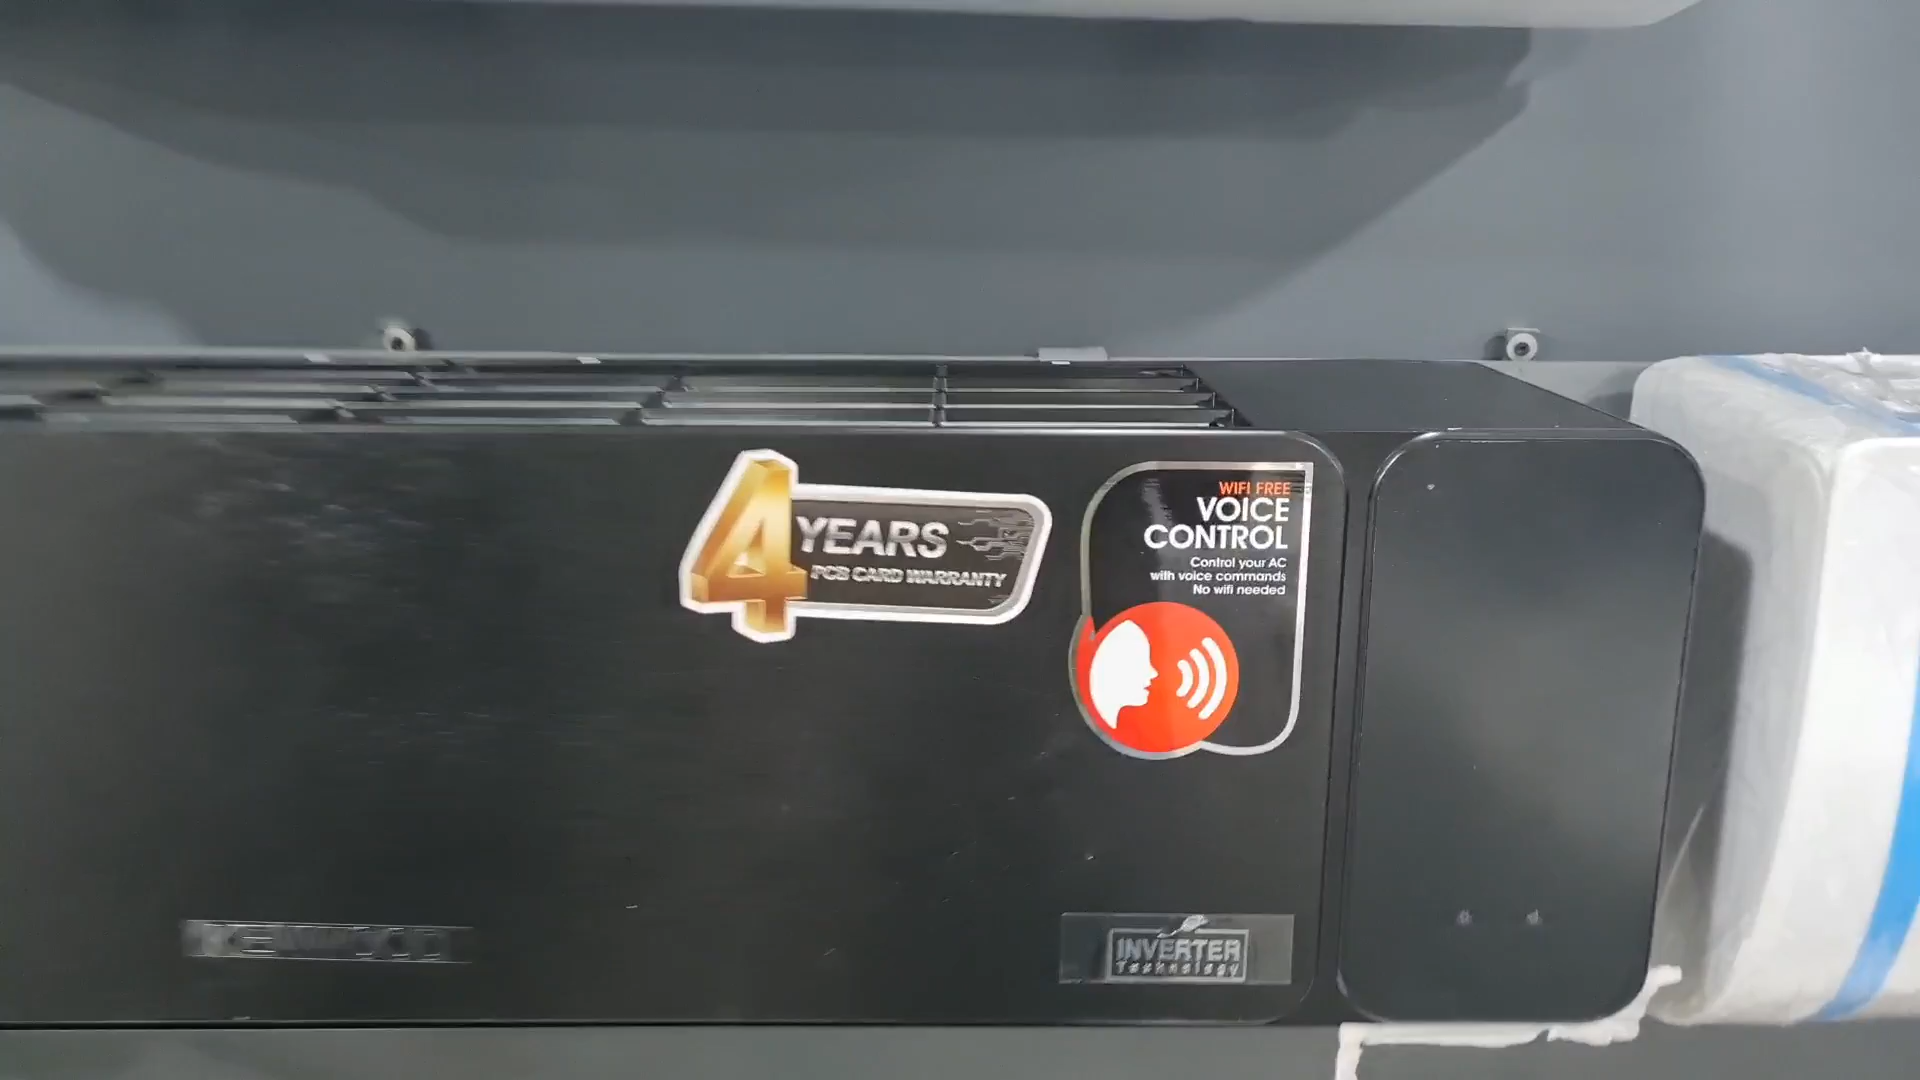 4 YEARS
PCB CARD WARRANTY
WIFI FREE
VOICE
CONTROL
Control your AC
with voice commands
No wifi needed
KENWOOD
INVERTER
Technology